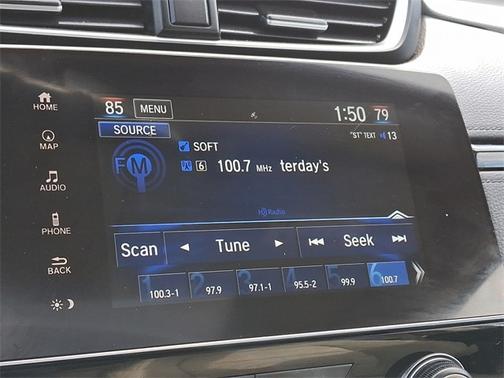 HOME
MAP
AUDIO
PHONE
BACK
85 MENU 1:50 79
SOURCE "ST" TEXT 13
SOFT
FM 6 100.7 MHz terday's
HD Radio
Scan Tune Seek
1 2 3 4 5 6
100.3-1 97.9 97.1-1 95.5-2 99.9 100.7